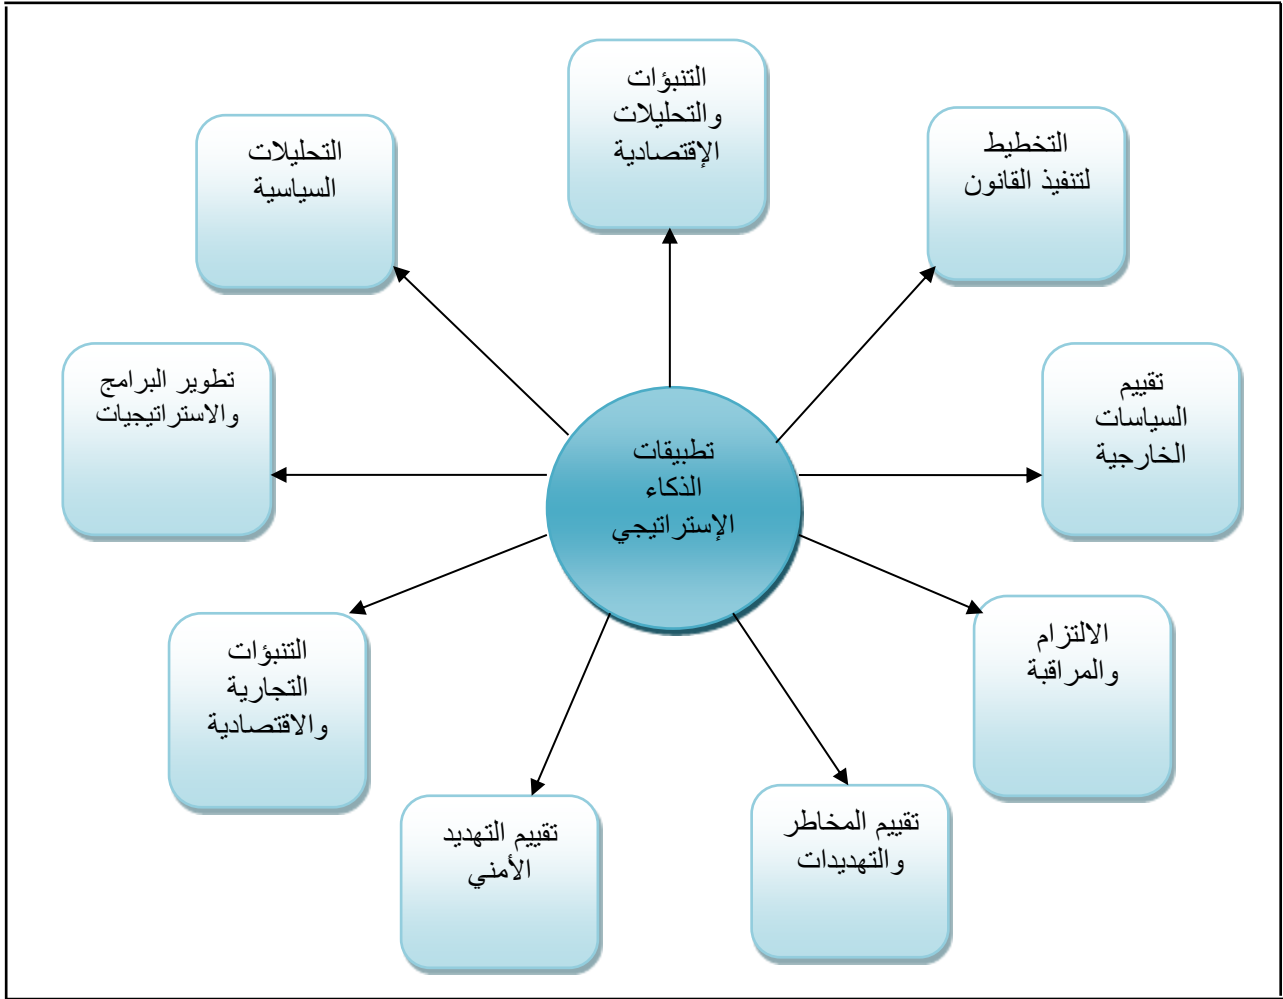 التنبؤات
والتحليلات
الإقتصادية
التخطيط
لتنفيذ القانون
التحليلات
السياسية
تقييم
السياسات
الخارجية
تطوير البرامج
والاستراتيجيات
تطبيقات
الذكاء
الإستراتيجي
الالتزام
والمراقبة
التنبؤات
التجارية
والاقتصادية
تقييم المخاطر
والتهديدات
تقييم التهديد
الأمني